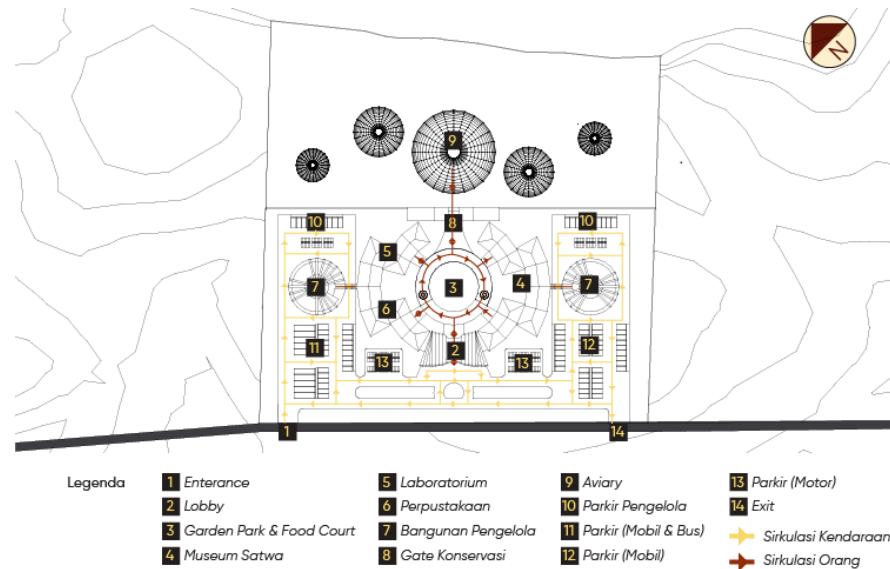 N
9
10
8
10
5
7
3
4
7
6
11
2
12
13
13
1
14
Legenda
1 Enterance
2 Lobby
3 Garden Park & Food Court
4 Museum Satwa
5 Laboratorium
6 Perpustakaan
7 Bangunan Pengelola
8 Gate Konservasi
9 Aviary
10 Parkir Pengelola
11 Parkir (Mobil & Bus)
12 Parkir (Mobil)
13 Parkir (Motor)
14 Exit
Sirkulasi Kendaraan
Sirkulasi Orang